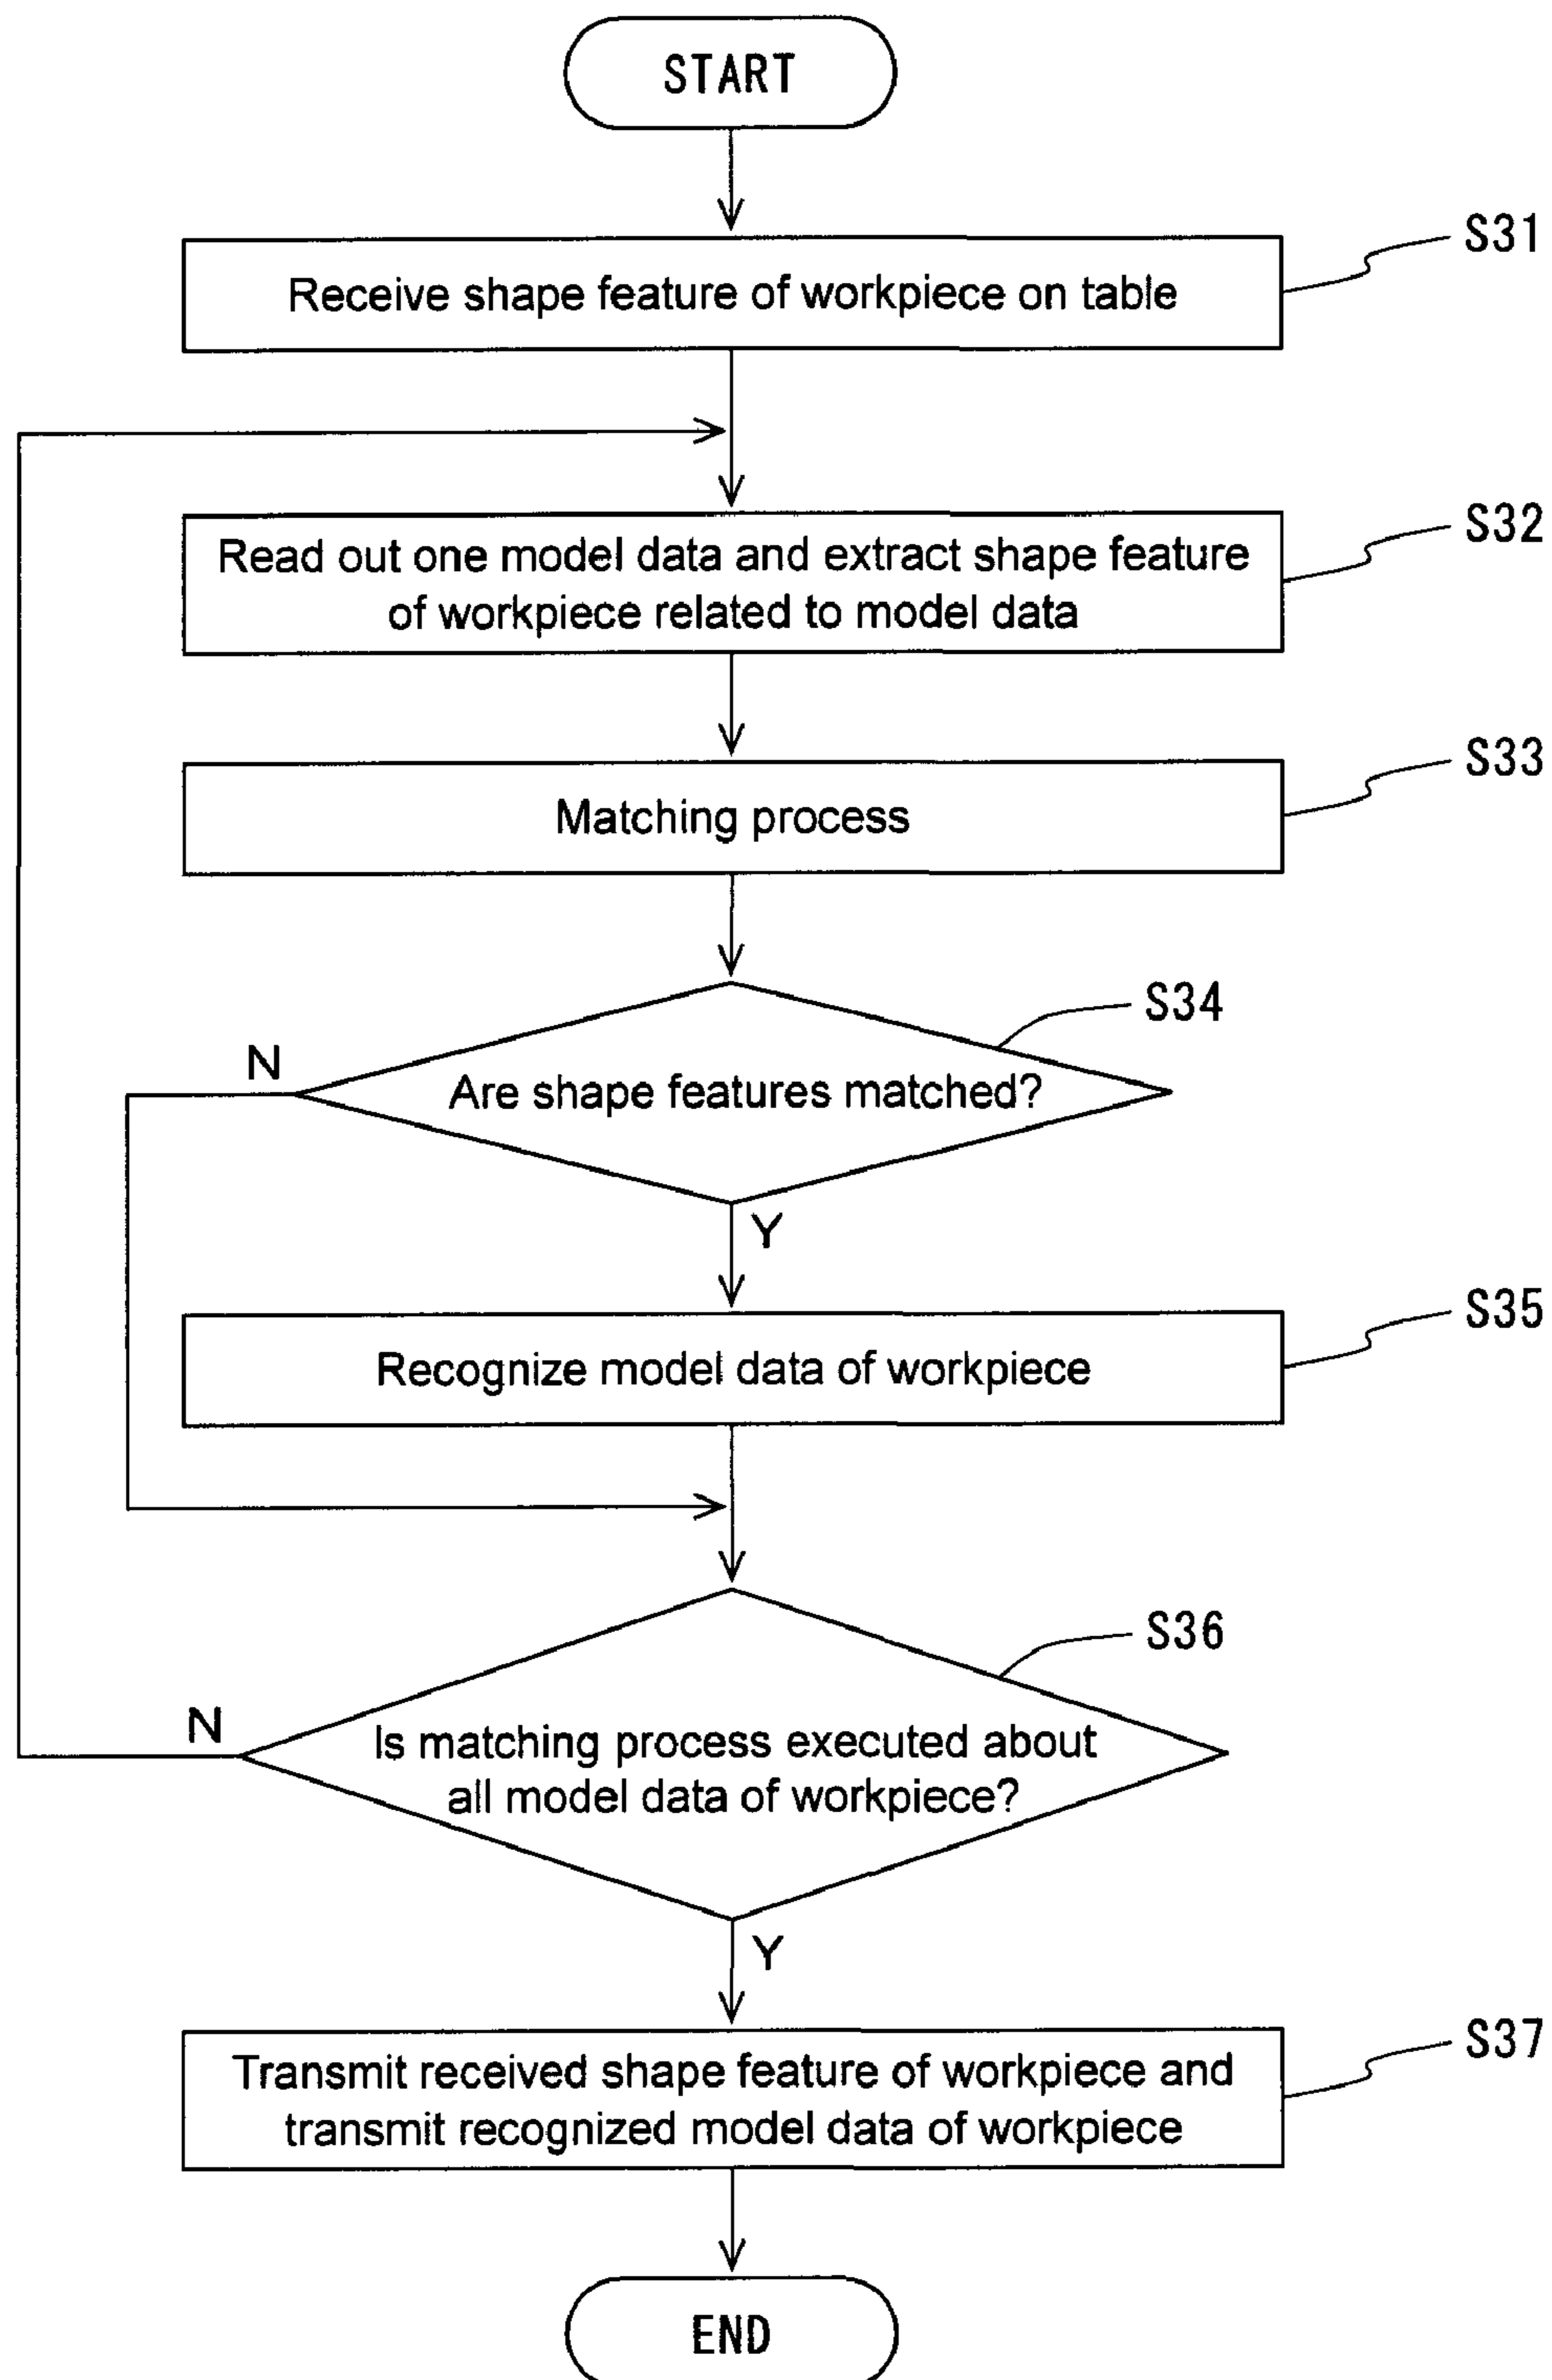 START
S31
Receive shape feature of workpiece on table
S32
Read out one model data and extract shape feature
of workpiece related to model data
S33
Matching process
S34
N
Are shape features matched?
Y
S35
Recognize model data of workpiece
S36
N
Is matching process executed about
all model data of workpiece?
Y
S37
Transmit received shape feature of workpiece and
transmit recognized model data of workpiece
END